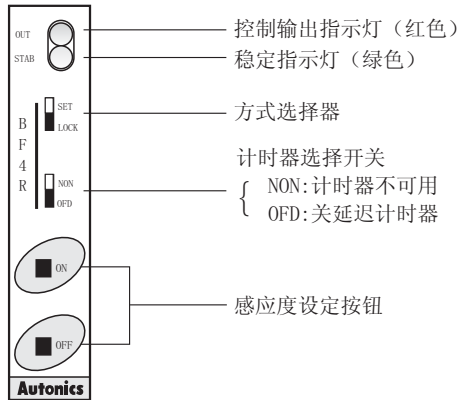 OUT
控制输出指示灯（红色）
STAB
稳定指示灯（绿色）
SET
LOCK
方式选择器
BF4R
计时器选择开关
NON
NON:计时器不可用
OFD
OFD:关延迟计时器
ON
感应度设定按钮
OFF
Autonics